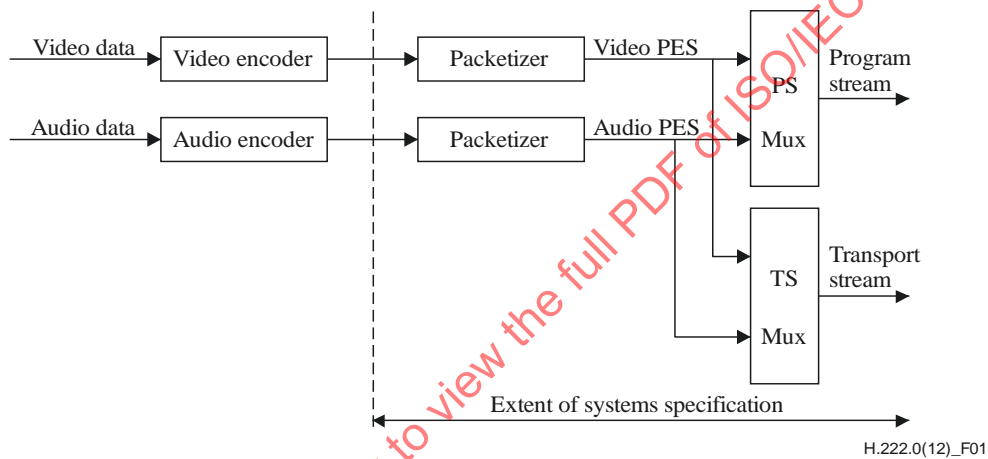 Video data
Video encoder
Packetizer
Video PES
PS
Mux
Program
stream
Audio data
Audio encoder
Packetizer
Audio PES
TS
Mux
Transport
stream
Extent of systems specification
H.222.0(12)_F01
to view the full PDF of ISO/IEC